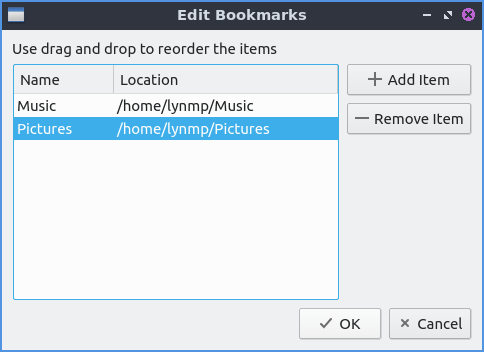 Edit Bookmarks
Use drag and drop to reorder the items
Name Location
Music /home/lynmp/Music
Pictures /home/lynmp/Pictures
Add Item
Remove Item
OK Cancel